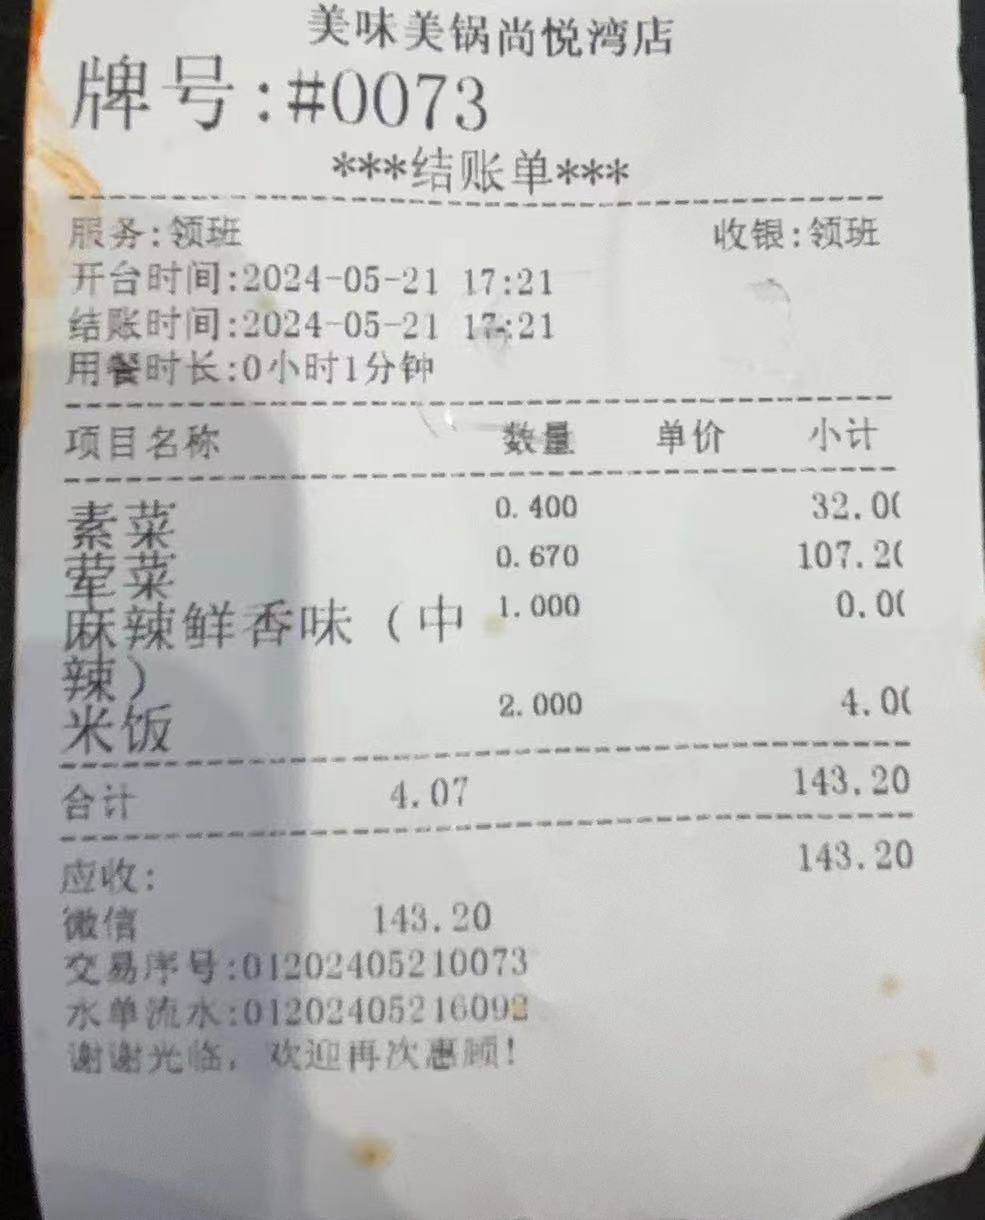 美味美锅尚悦湾店
牌号:#0073
***结账单***
服务:领班 收银:领班
开台时间:2024-05-21 17:21
结账时间:2024-05-21 17:21
用餐时长:0小时1分钟
项目名称 数量 单价 小计
素菜 0.400 32.0
荤菜 0.670 107.2
麻辣鲜香味（中 1.000 0.0
辣）
米饭 2.000 4.0
合计 4.07 143.20
应收: 143.20
微信 143.20
交易序号:01202405210073
水单流水:01202405216092
谢谢光临, 欢迎再次惠顾!